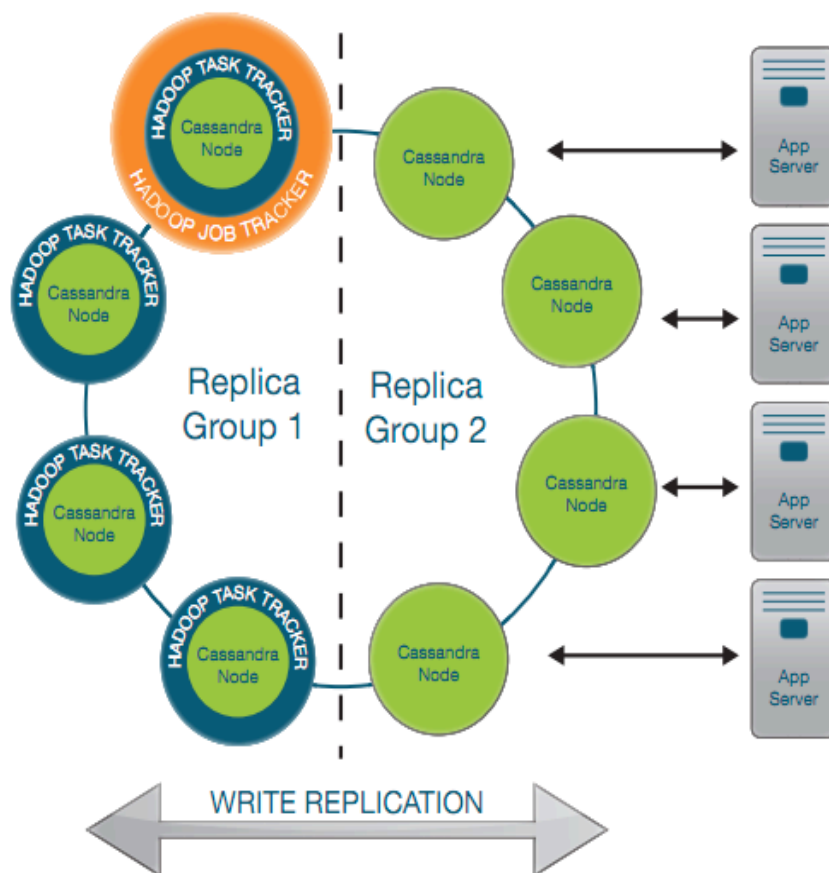 HADOOP TASK TRACKER
Cassandra
Node
HADOOP JOB TRACKER
Cassandra
Node
App
Server
HADOOP TASK TRACKER
Cassandra
Node
Cassandra
Node
App
Server
Replica
Group 1
Replica
Group 2
HADOOP TASK TRACKER
Cassandra
Node
Cassandra
Node
App
Server
HADOOP TASK TRACKER
Cassandra
Node
Cassandra
Node
App
Server
WRITE REPLICATION